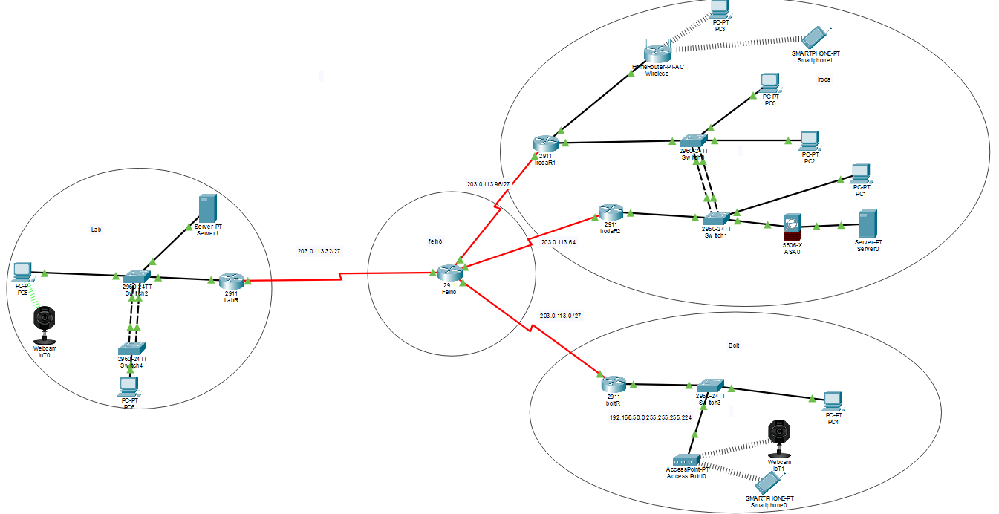 PC-PT
PC3
SMARTPHONE-PT
Smartphone1
HomeRouter-PT-AC
Wireless
Iroda
PC-PT
PC0
2911
IrodaR1
2960-24TT
Switch0
PC-PT
PC2
203.0.113.96/27
PC-PT
PC1
2911
IrodaR2
2960-24TT
Switch1
5506-X
ASA0
Server-PT
Server0
203.0.113.64
felhő
Lab
Server-PT
Server1
203.0.113.32/27
PC-PT
PC5
2960-24TT
Switch2
2911
LabR
2911
Felho
203.0.113.0 /27
Webcam
IoT0
2960-24TT
Switch4
PC-PT
PC6
Bolt
2911
boltR
2960-24TT
Switch3
PC-PT
PC4
192.168.50.0 255.255.255.224
Webcam
IoT1
AccessPoint-PT
Access Point0
SMARTPHONE-PT
Smartphone0